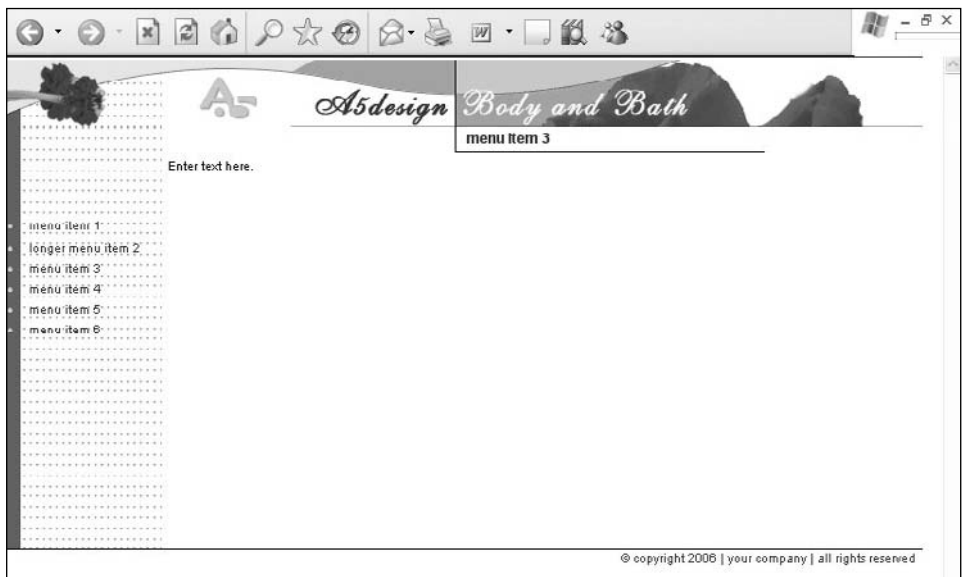 W
A5
A5design Body and Bath
menu item 3
Enter text here.
menu item 1
longer menu item 2
menu item 3
menu item 4
menu item 5
menu item 6
© copyright 2006 | your company | all rights reserved